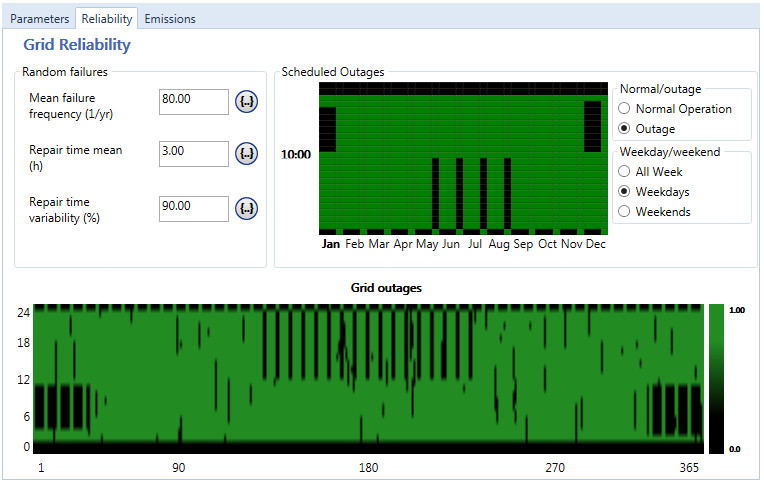 Parameters Reliability Emissions
Grid Reliability
Random failures
Mean failure
frequency (1/yr)
80.00
{..}
Repair time mean
(h)
3.00
{..}
Repair time
variability (%)
90.00
{..}
Scheduled Outages
10:00
Jan Feb Mar Apr May Jun Jul Aug Sep Oct Nov Dec
Normal/outage
Normal Operation
Outage
Weekday/weekend
All Week
Weekdays
Weekends
Grid outages
24
18
12
6
0
1 90 180 270 365
1.00
0.0